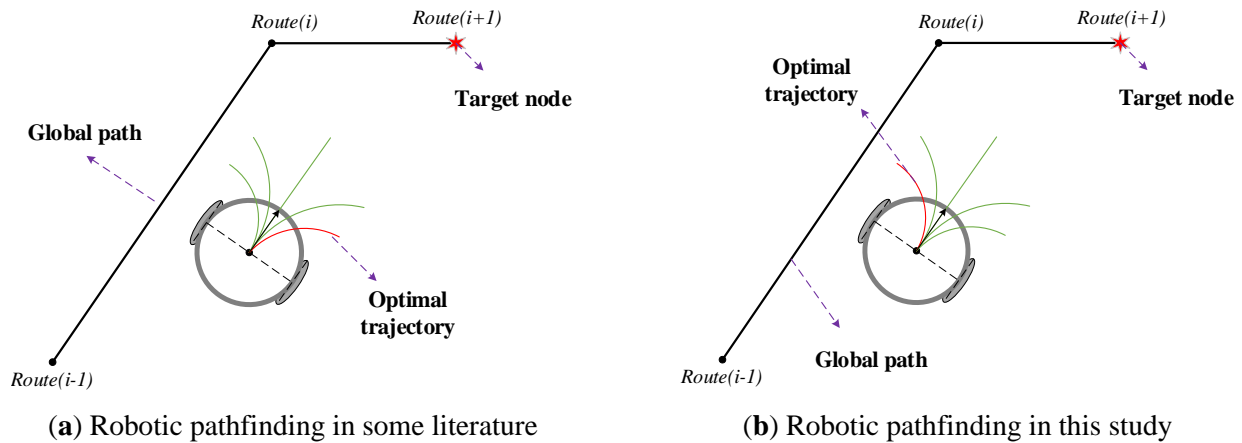 Route(i)
Route(i+1)
Target node
Global path
Optimal
trajectory
Route(i-1)
(a) Robotic pathfinding in some literature
Route(i)
Route(i+1)
Optimal
trajectory
Target node
Global path
Route(i-1)
(b) Robotic pathfinding in this study